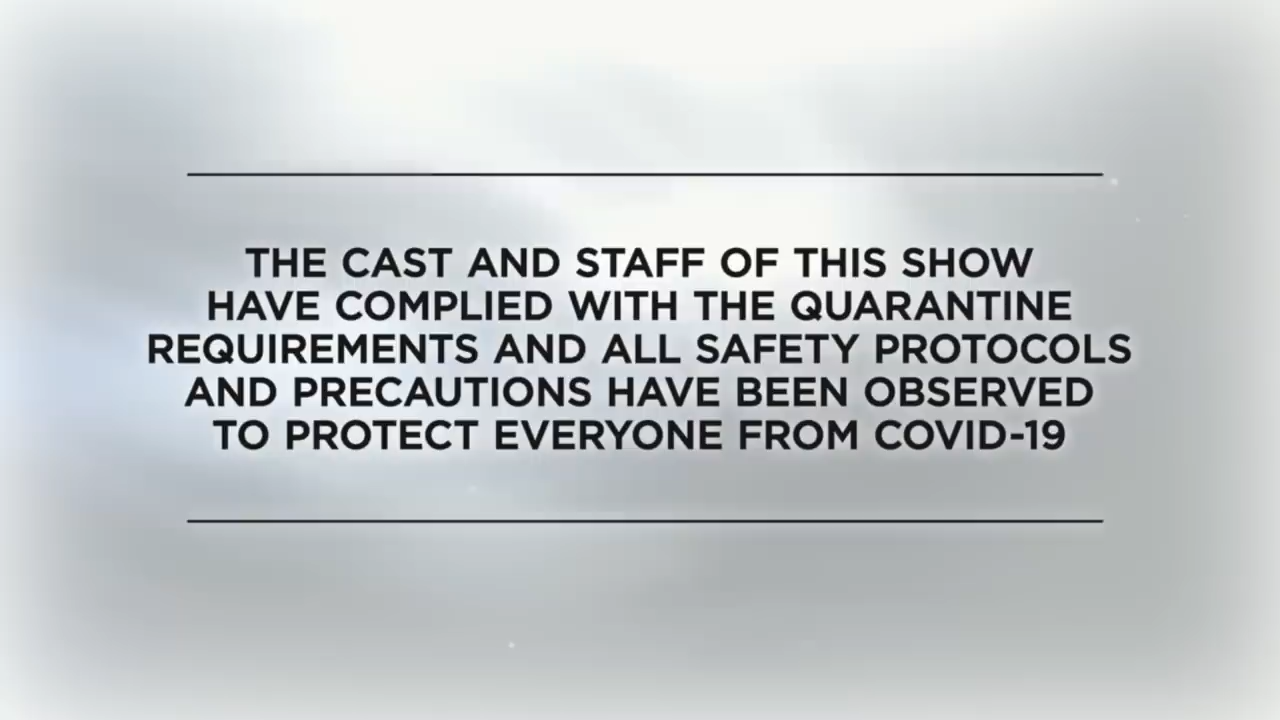 THE CAST AND STAFF OF THIS SHOW
HAVE COMPLIED WITH THE QUARANTINE
REQUIREMENTS AND ALL SAFETY PROTOCOLS
AND PRECAUTIONS HAVE BEEN OBSERVED
TO PROTECT EVERYONE FROM COVID-19